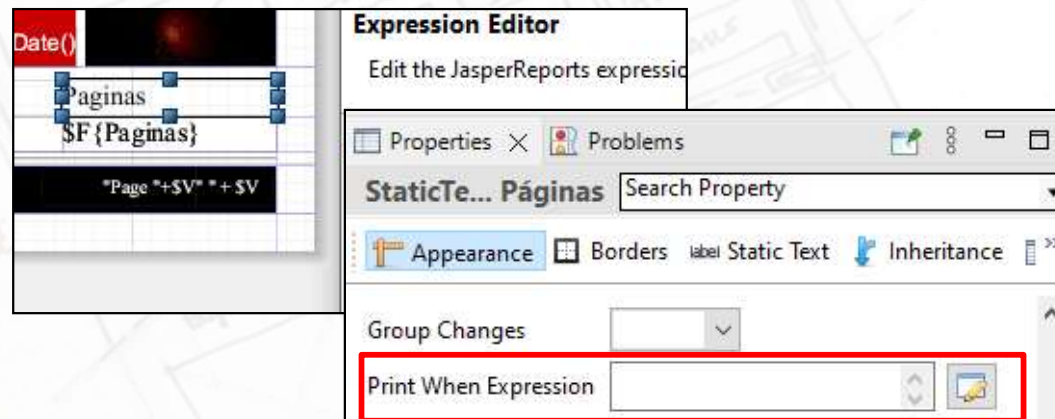 Date()
Paginas
$F{Paginas}
"Page "+$V" "+ $V
Expression Editor
Edit the JasperReports
Properties
Problems
StaticTe... Páginas
Search Property
Appearance
Borders
label Static Text
Inheritance
Group Changes
Print When Expression